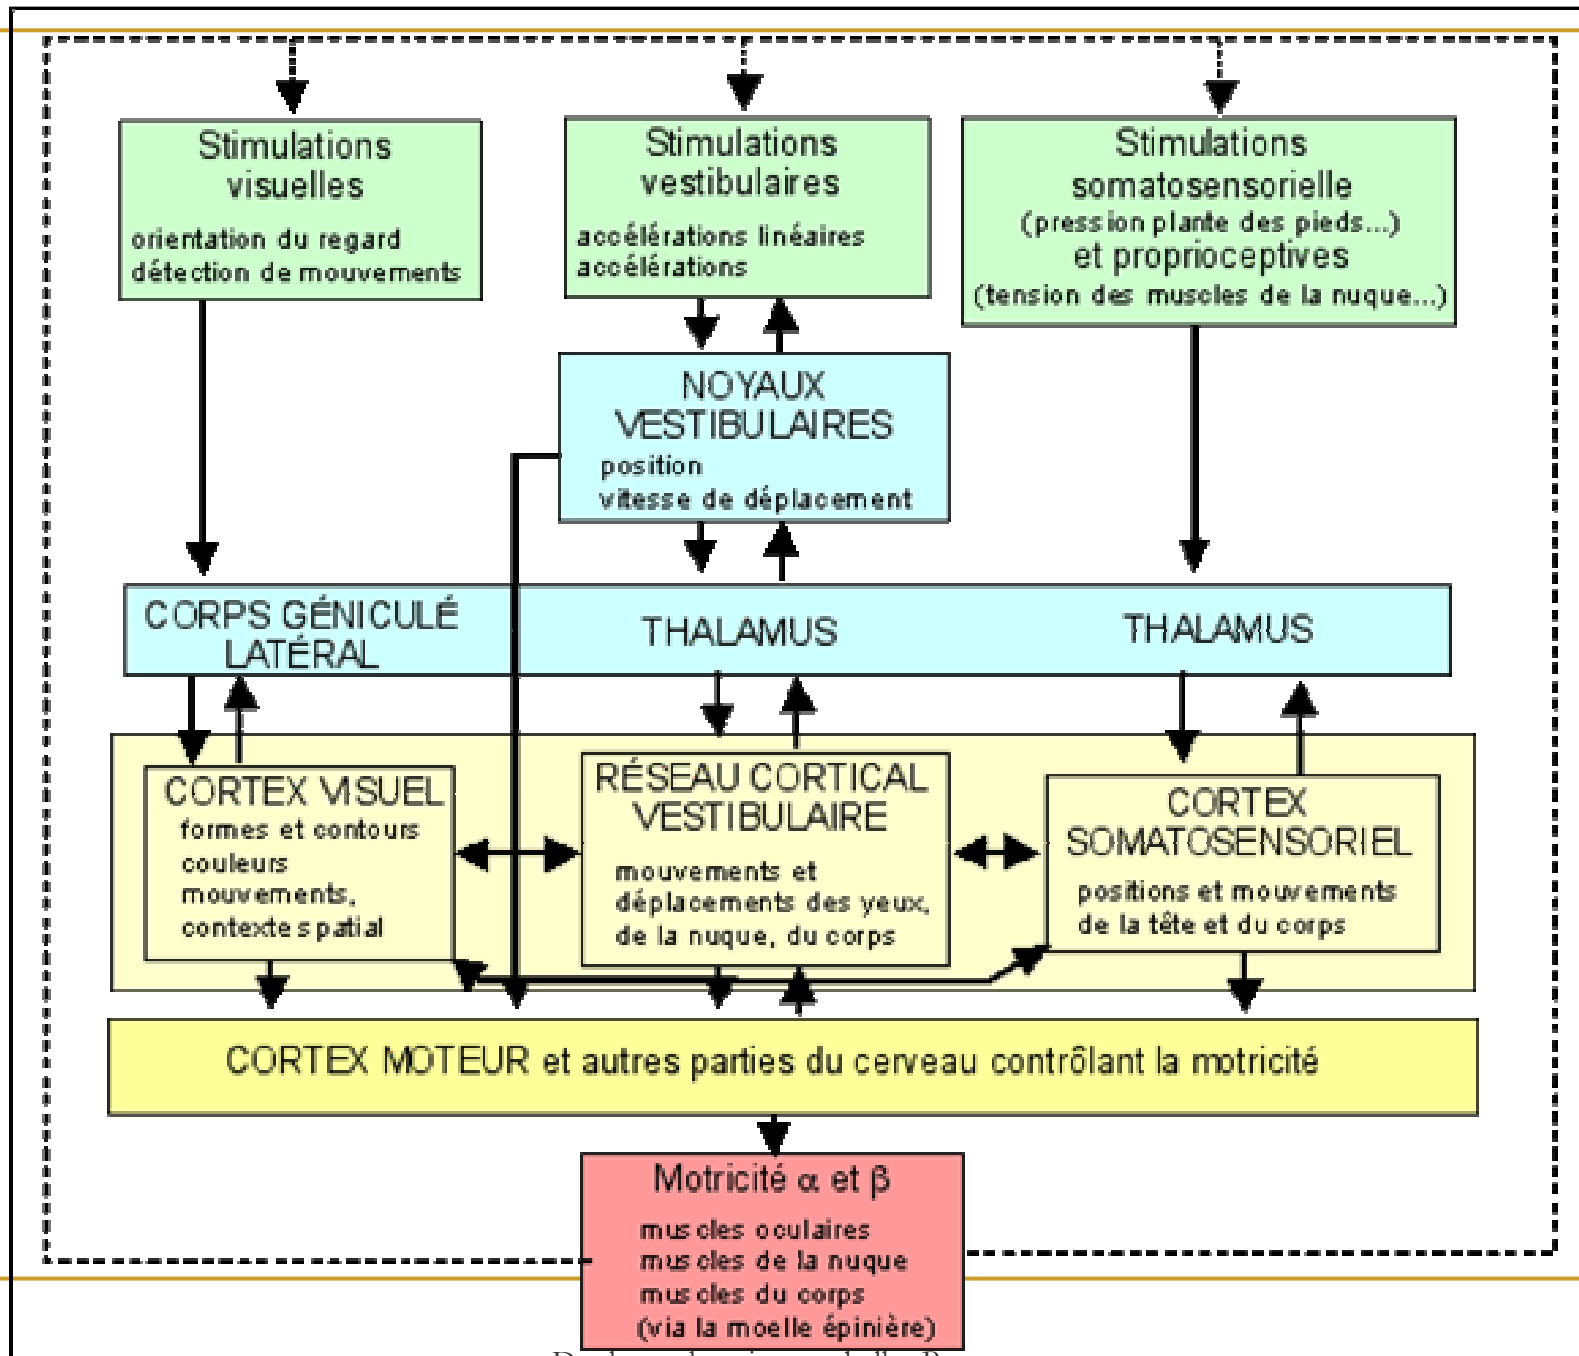 Stimulations
visuelles
orientation du regard
détection de mouvements
Stimulations
vestibulaires
accélérations linéaires
accélérations
Stimulations
somatosensorielle
(pression plante des pieds...)
et proprioceptives
(tension des muscles de la nuque...)
NOYAUX
VESTIBULAIRES
position
vitesse de déplacement
CORPS GÉNICULÉ
LATÉRAL
THALAMUS
THALAMUS
CORTEX VISUEL
formes et contours
couleurs
mouvements,
contexte spatial
RÉSEAU CORTICAL
VESTIBULAIRE
mouvements et
déplacements des yeux,
de la nuque, du corps
CORTEX
SOMATOSENSORIEL
positions et mouvements
de la tête et du corps
CORTEX MOTEUR et autres parties du cerveau contrôlant la motricité
Motricité α et β
muscles oculaires
muscles de la nuque
muscles du corps
(via la moelle épinière)